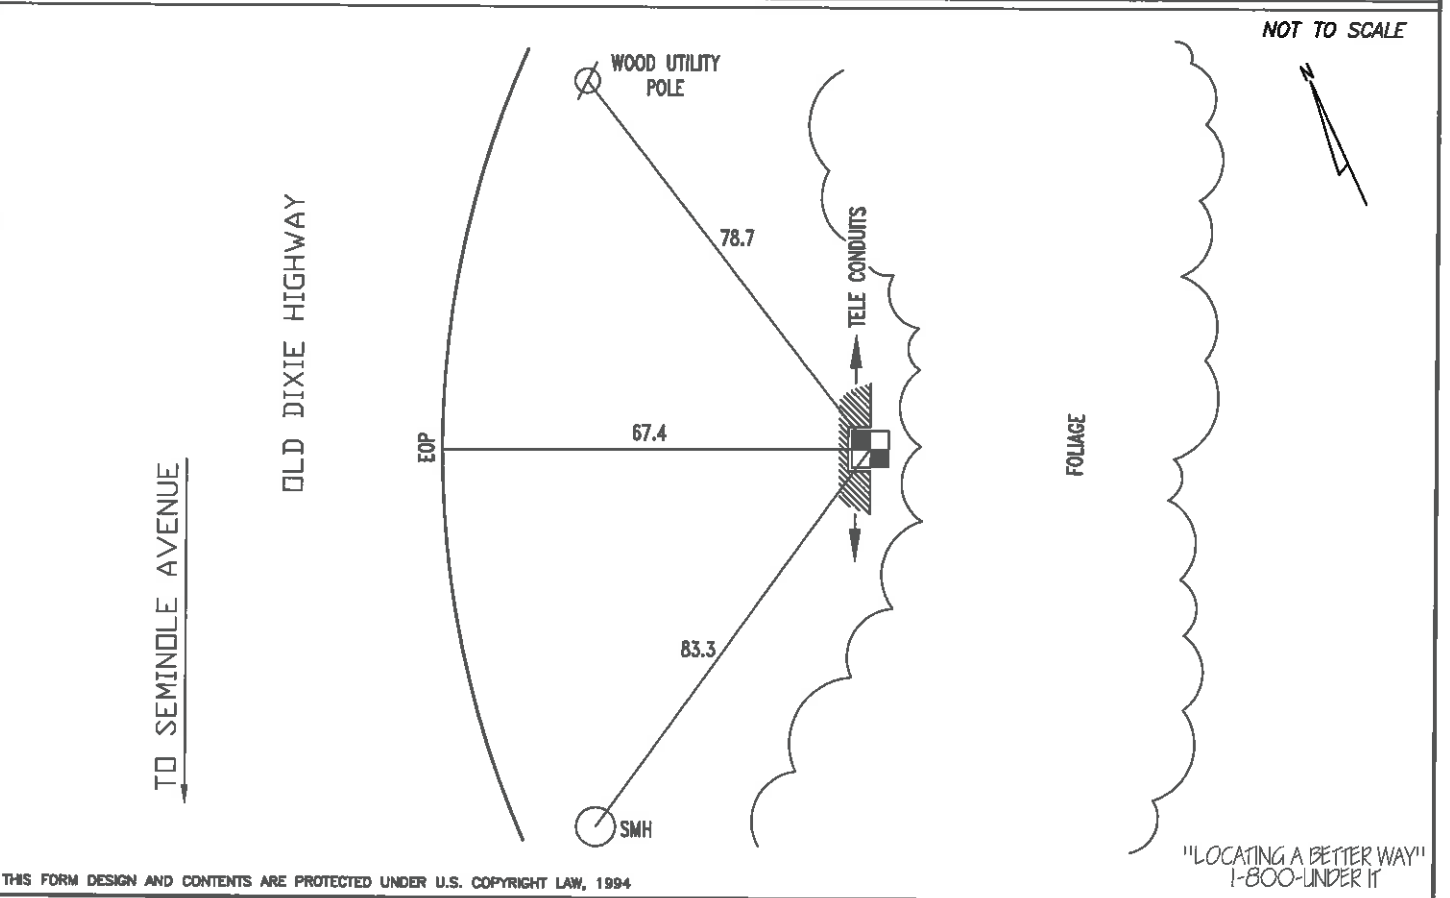 NOT TO SCALE
N
WOOD UTILITY
POLE
OLD DIXIE HIGHWAY
78.7
TELE CONDUITS
EOP
67.4
FOLIAGE
TO SEMINOLE AVENUE
83.3
SMH
"LOCATING A BETTER WAY"
1-800-UNDER IT
THIS FORM DESIGN AND CONTENTS ARE PROTECTED UNDER U.S. COPYRIGHT LAW, 1994